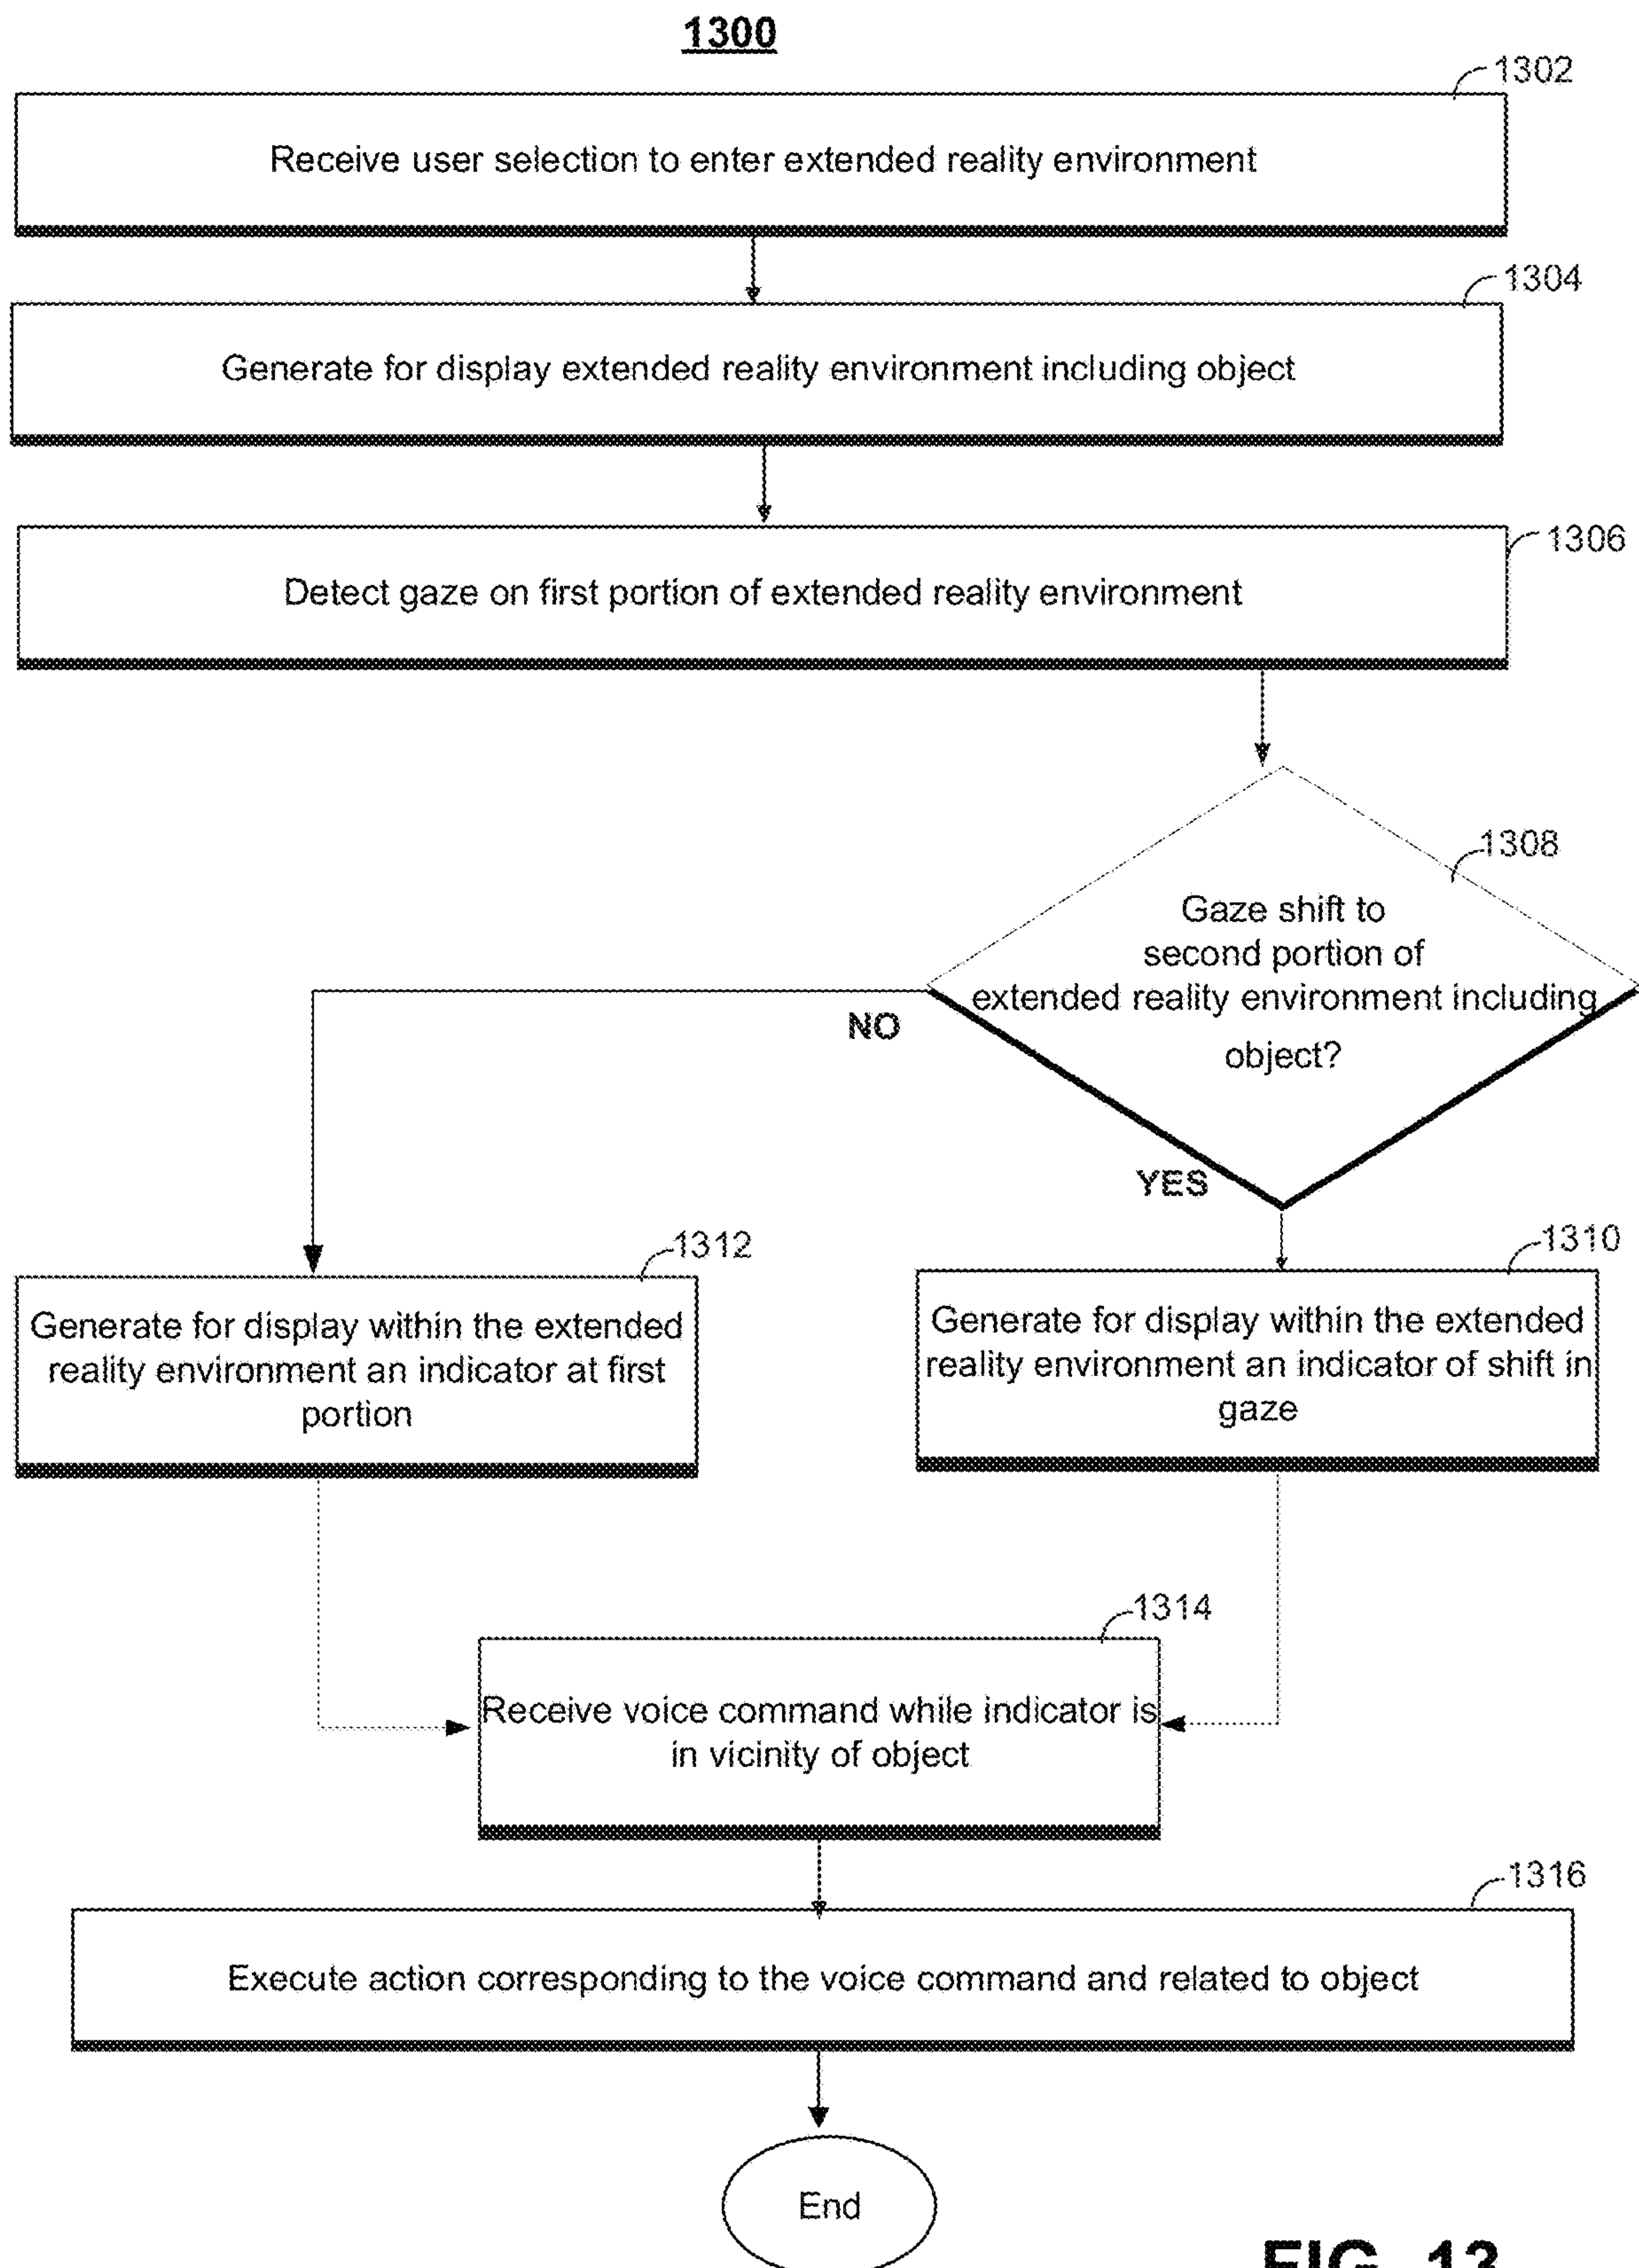 1300
1302
Receive user selection to enter extended reality environment
1304
Generate for display extended reality environment including object
1306
Detect gaze on first portion of extended reality environment
1308
Gaze shift to
second portion of
extended reality environment including
object?
NO
YES
1312
Generate for display within the extended
reality environment an indicator at first
portion
1310
Generate for display within the extended
reality environment an indicator of shift in
gaze
1314
Receive voice command while indicator is
in vicinity of object
1316
Execute action corresponding to the voice command and related to object
End
FIG. 13